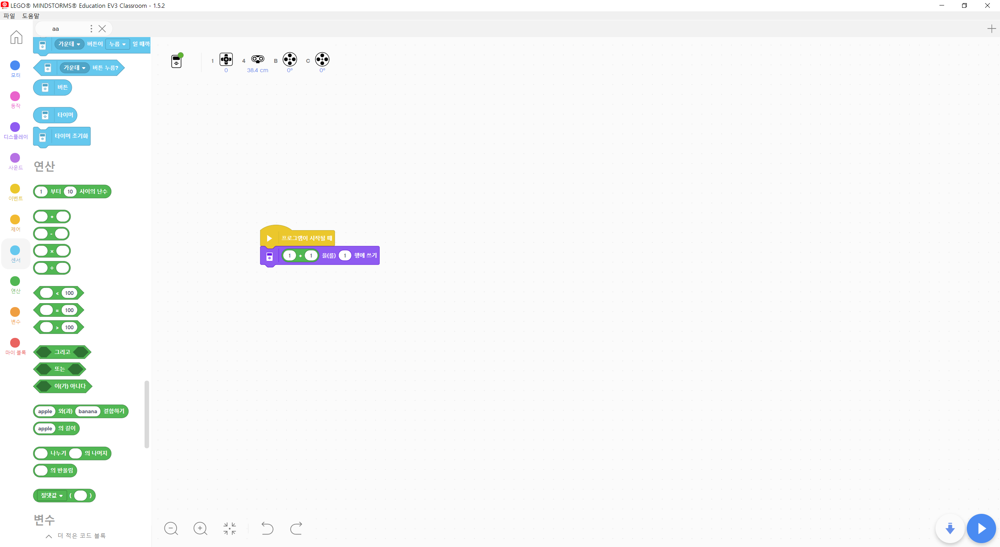 LEGO® MINDSTORMS® Education EV3 Classroom - 1.5.2
파일 도움말
aa
가운데 버튼이 누름 일 때까
가운데 버튼 누름?
버튼
타이머
타이머 초기화
연산
1 부터 10 사이의 난수
+
-
×
÷
< 100
= 100
> 100
그리고
또는
이(가) 아니다
apple 와(과) banana 결합하기
apple 의 길이
나누기 의 나머지
의 반올림
절댓값 ( )
변수
더 적은 코드 블록
모터
동작
디스플레이
사운드
이벤트
제어
센서
연산
변수
마이 블록
1 4 B C
0 38.4 cm 0° 0°
프로그램이 시작될 때
1 + 1 을(를) 1 행에 쓰기